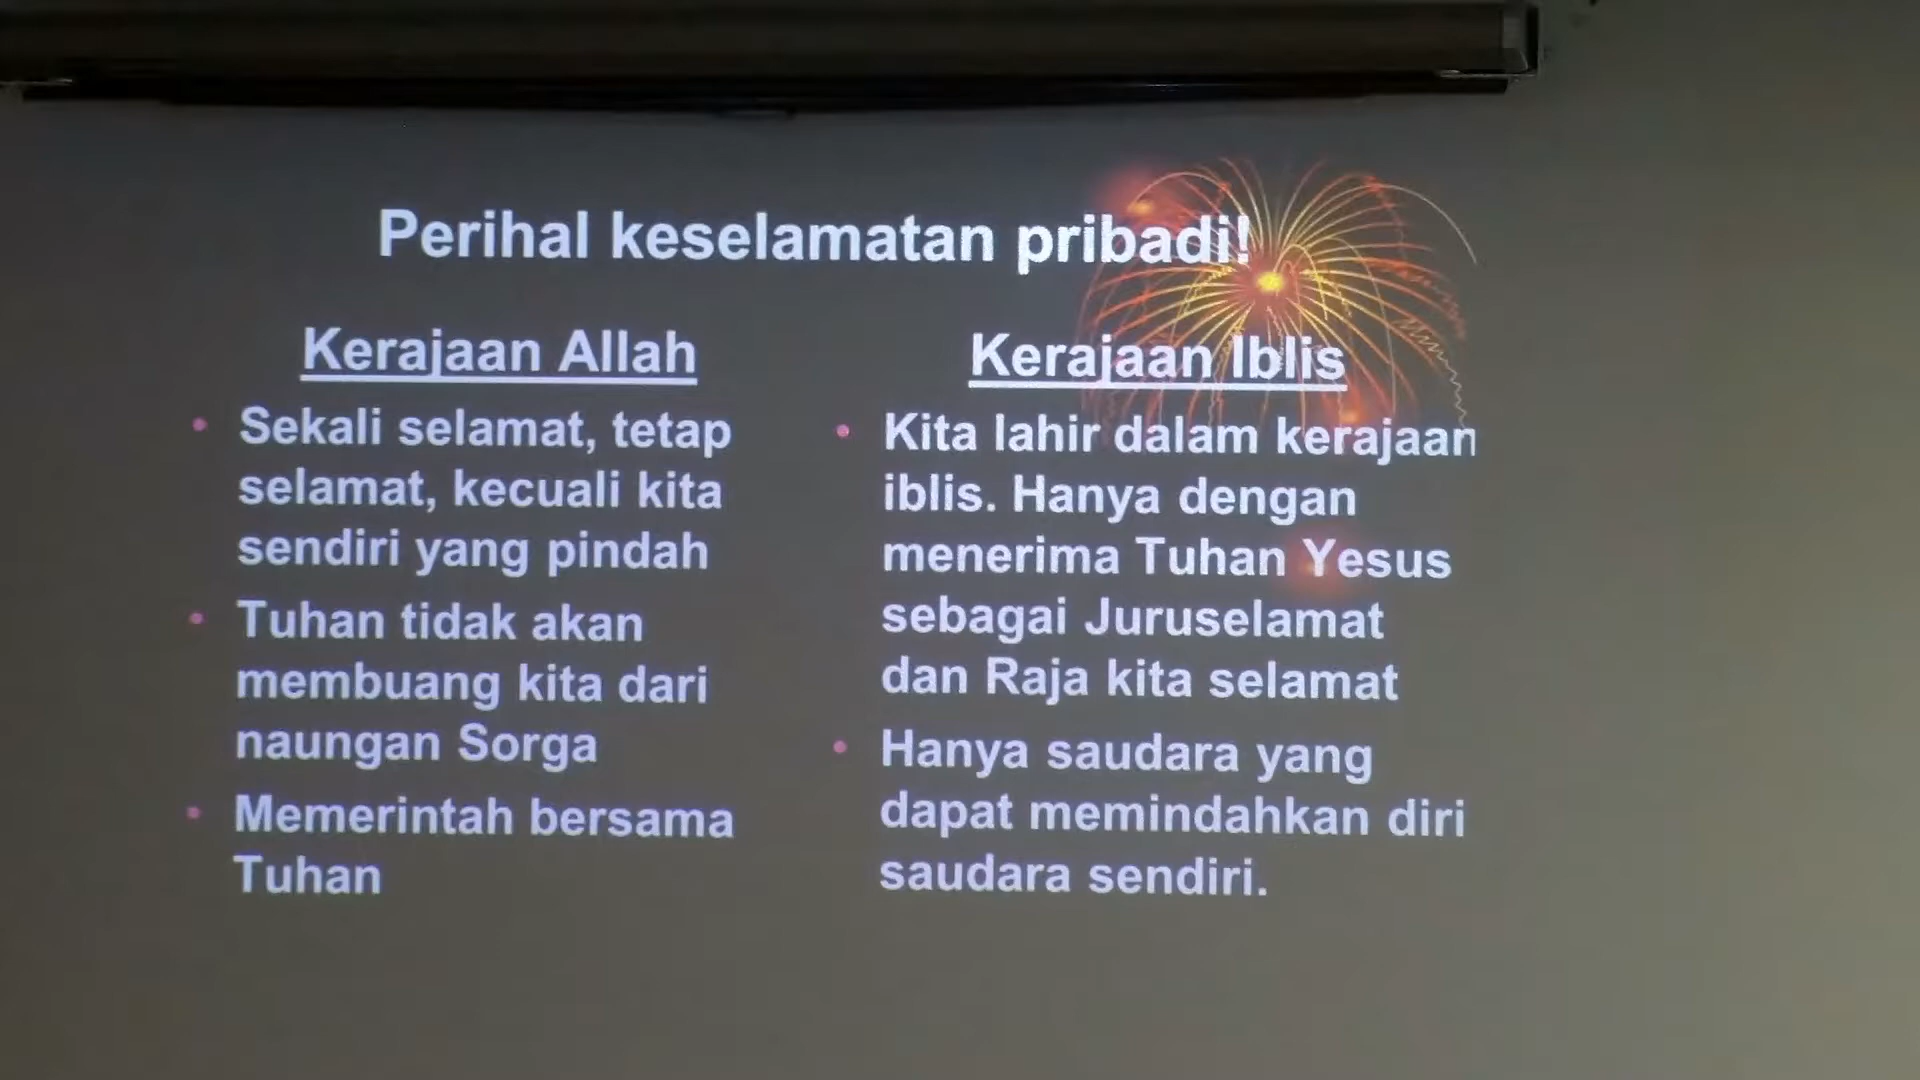 Perihal keselamatan pribadi!
Kerajaan Allah
• Sekali selamat, tetap
selamat, kecuali kita
sendiri yang pindah
• Tuhan tidak akan
membuang kita dari
naungan Sorga
• Memerintah bersama
Tuhan
Kerajaan Iblis
• Kita lahir dalam kerajaan
iblis. Hanya dengan
menerima Tuhan Yesus
sebagai Juruselamat
dan Raja kita selamat
• Hanya saudara yang
dapat memindahkan diri
saudara sendiri.